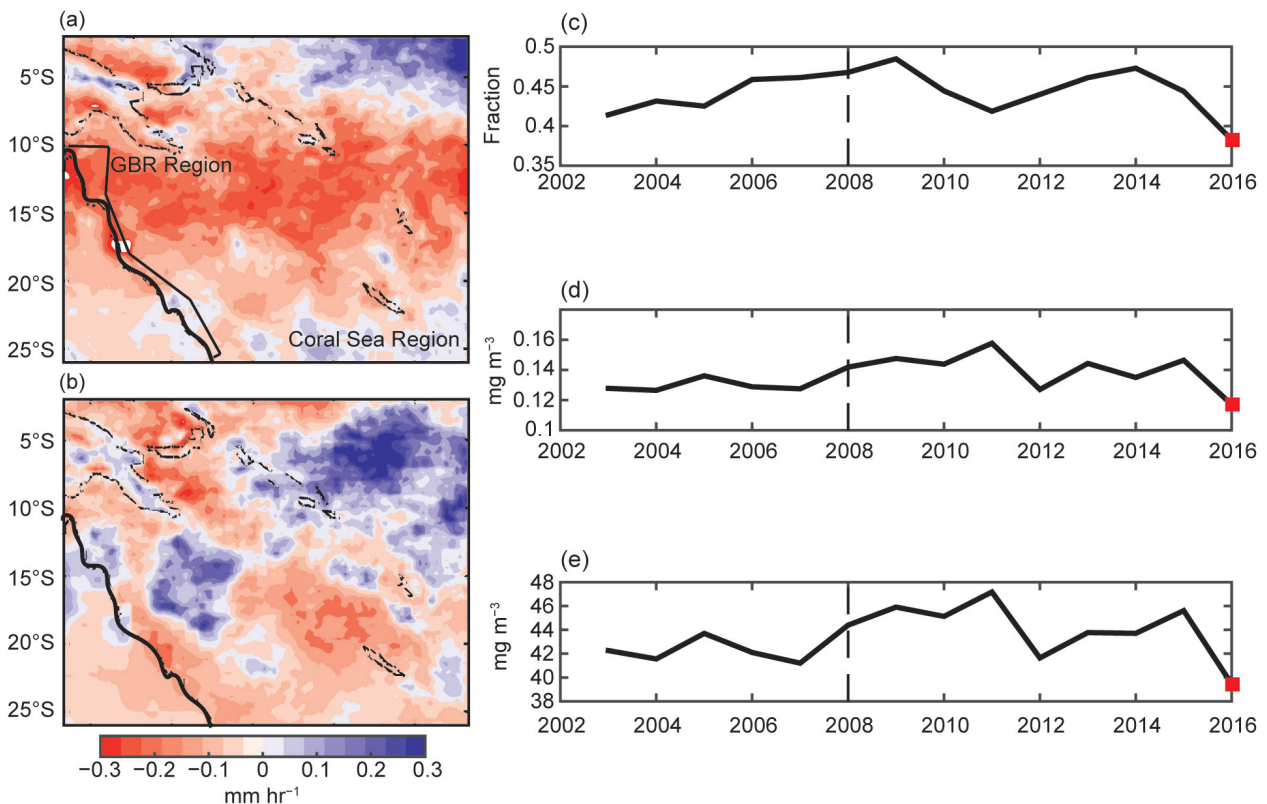 (a)
5°S
10°S
GBR Region
15°S
20°S
Coral Sea Region
25°S
(b)
5°S
10°S
15°S
20°S
25°S
−0.3 −0.2 −0.1 0 0.1 0.2 0.3
mm hr⁻¹
(c)
0.5
0.45
0.4
0.35
Fraction
2002 2004 2006 2008 2010 2012 2014 2016
(d)
0.16
0.14
0.12
0.1
mg m⁻³
2002 2004 2006 2008 2010 2012 2014 2016
(e)
48
46
44
42
40
38
mg m⁻³
2002 2004 2006 2008 2010 2012 2014 2016